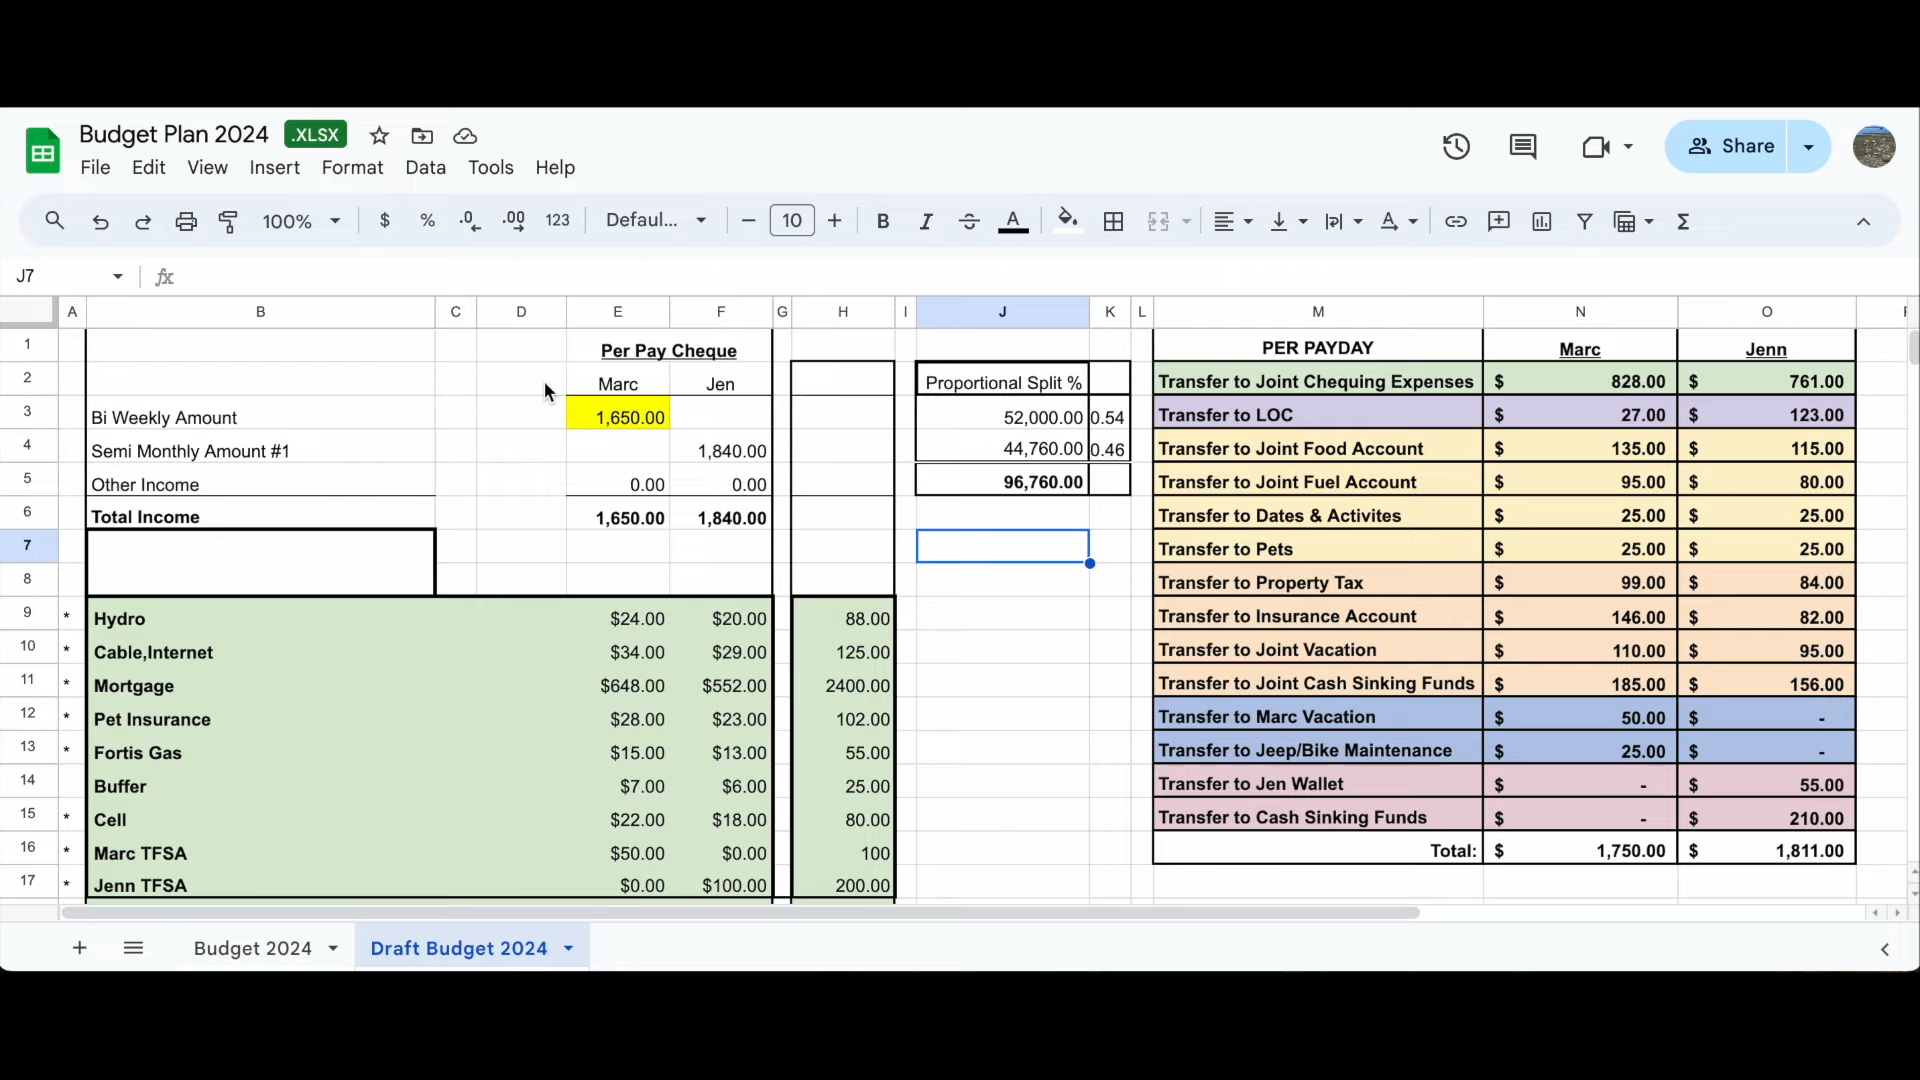 Budget Plan 2024 .XLSX
File Edit View Insert Format Data Tools Help
Share
100% $ % .0 .00 123 Defaul... 10 B I A
J7 fx
A B C D E F G H I J K L M N O
1 Per Pay Cheque PER PAYDAY Marc Jenn
2 Marc Jen Proportional Split % Transfer to Joint Chequing Expenses $ 828.00 $ 761.00
3 Bi Weekly Amount 1,650.00 52,000.00 0.54 Transfer to LOC $ 27.00 $ 123.00
4 Semi Monthly Amount #1 1,840.00 44,760.00 0.46 Transfer to Joint Food Account $ 135.00 $ 115.00
5 Other Income 0.00 0.00 96,760.00 Transfer to Joint Fuel Account $ 95.00 $ 80.00
6 Total Income 1,650.00 1,840.00 Transfer to Dates & Activites $ 25.00 $ 25.00
7 Transfer to Pets $ 25.00 $ 25.00
8 Transfer to Property Tax $ 99.00 $ 84.00
9 * Hydro $24.00 $20.00 88.00 Transfer to Insurance Account $ 146.00 $ 82.00
10 * Cable,Internet $34.00 $29.00 125.00 Transfer to Joint Vacation $ 110.00 $ 95.00
11 * Mortgage $648.00 $552.00 2400.00 Transfer to Joint Cash Sinking Funds $ 185.00 $ 156.00
12 * Pet Insurance $28.00 $23.00 102.00 Transfer to Marc Vacation $ 50.00 $ -
13 * Fortis Gas $15.00 $13.00 55.00 Transfer to Jeep/Bike Maintenance $ 25.00 $ -
14 Buffer $7.00 $6.00 25.00 Transfer to Jen Wallet $ - $ 55.00
15 * Cell $22.00 $18.00 80.00 Transfer to Cash Sinking Funds $ - $ 210.00
16 * Marc TFSA $50.00 $0.00 100 Total: $ 1,750.00 $ 1,811.00
17 * Jenn TFSA $0.00 $100.00 200.00
Budget 2024 Draft Budget 2024